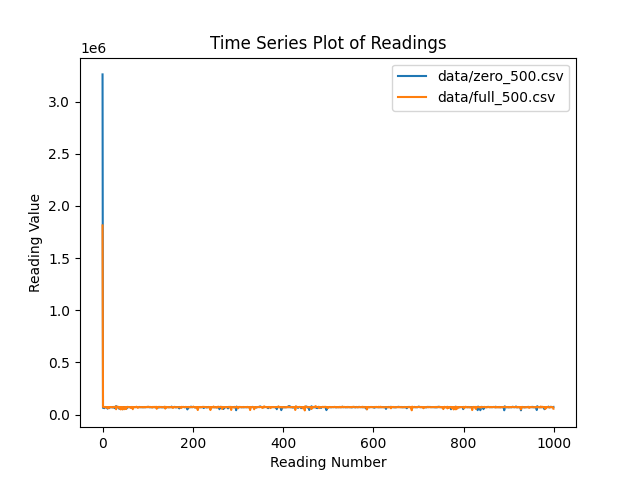 Time Series Plot of Readings
1e6
data/zero_500.csv
data/full_500.csv
3.0
2.5
2.0
1.5
1.0
0.5
0.0
Reading Value
0 200 400 600 800 1000
Reading Number